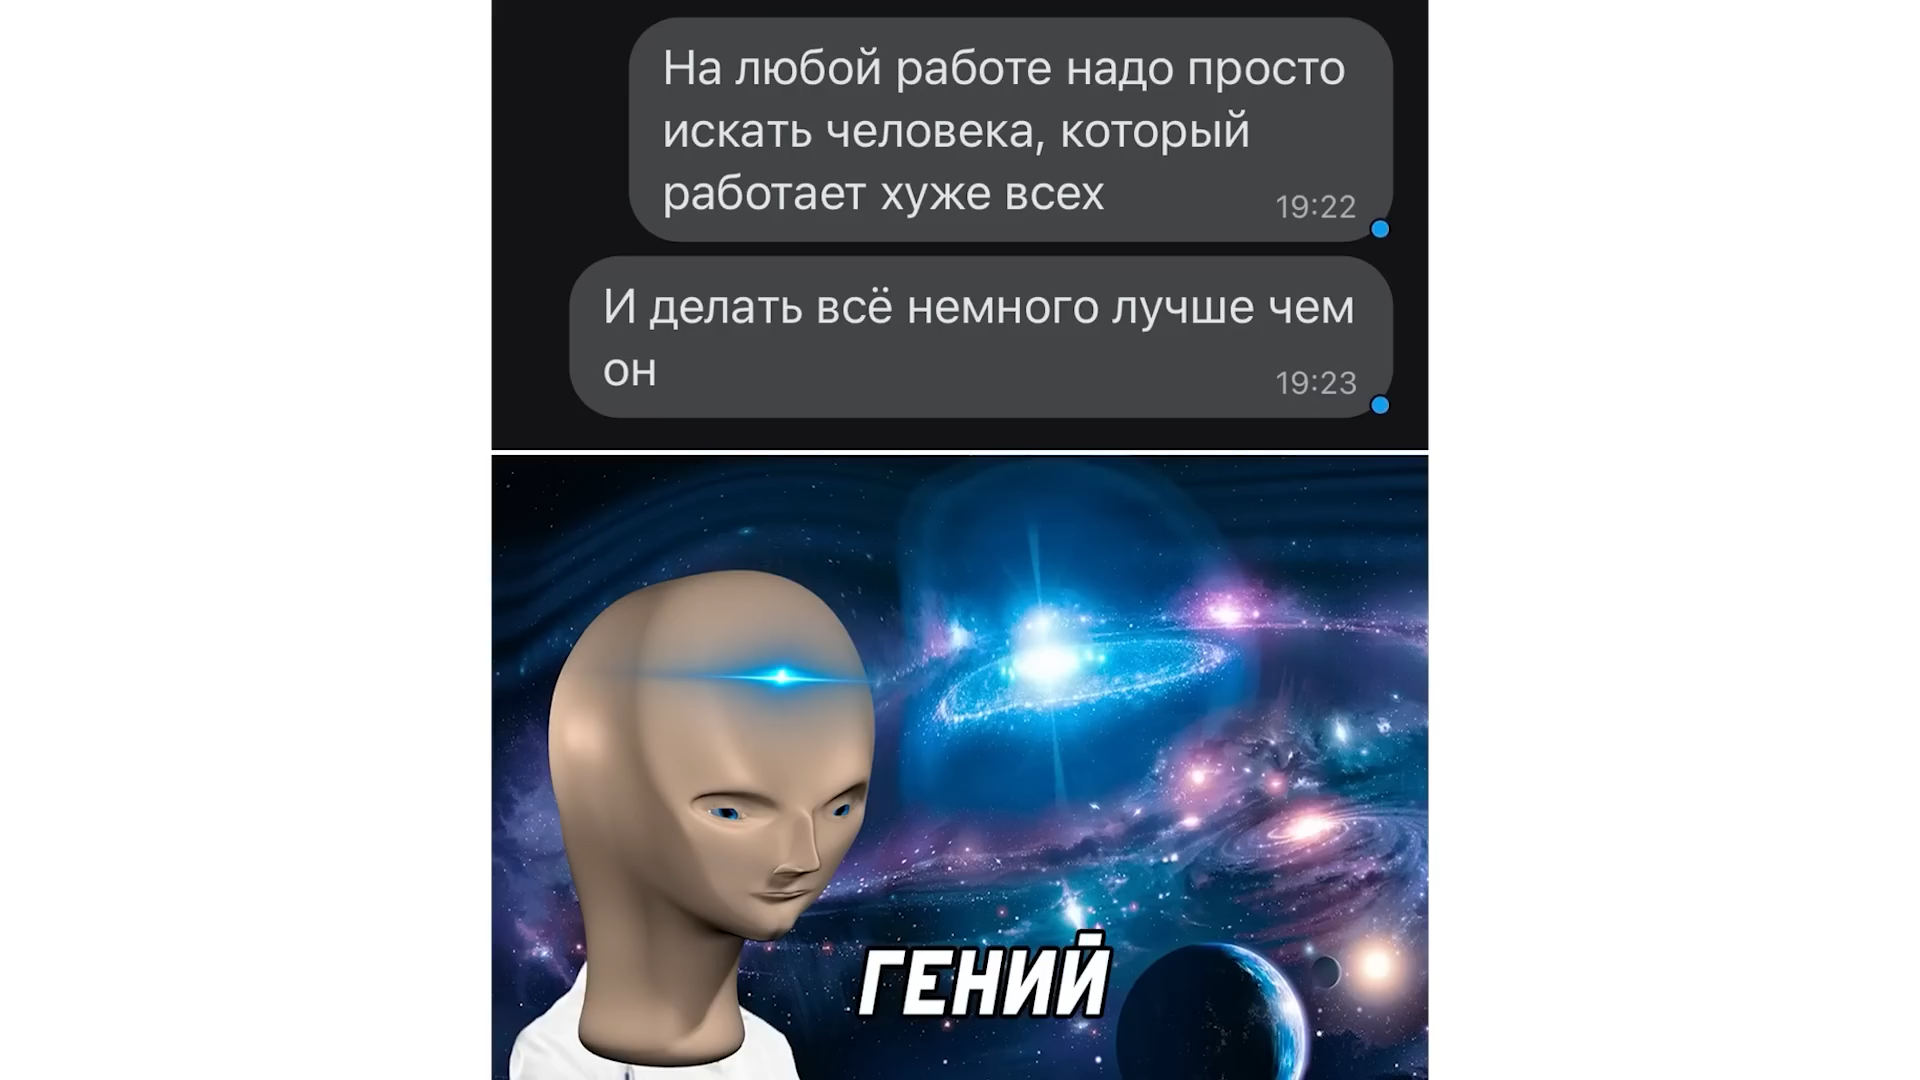 На любой работе надо просто
искать человека, который
работает хуже всех
19:22
И делать всё немного лучше чем
он
19:23
ГЕНИЙ